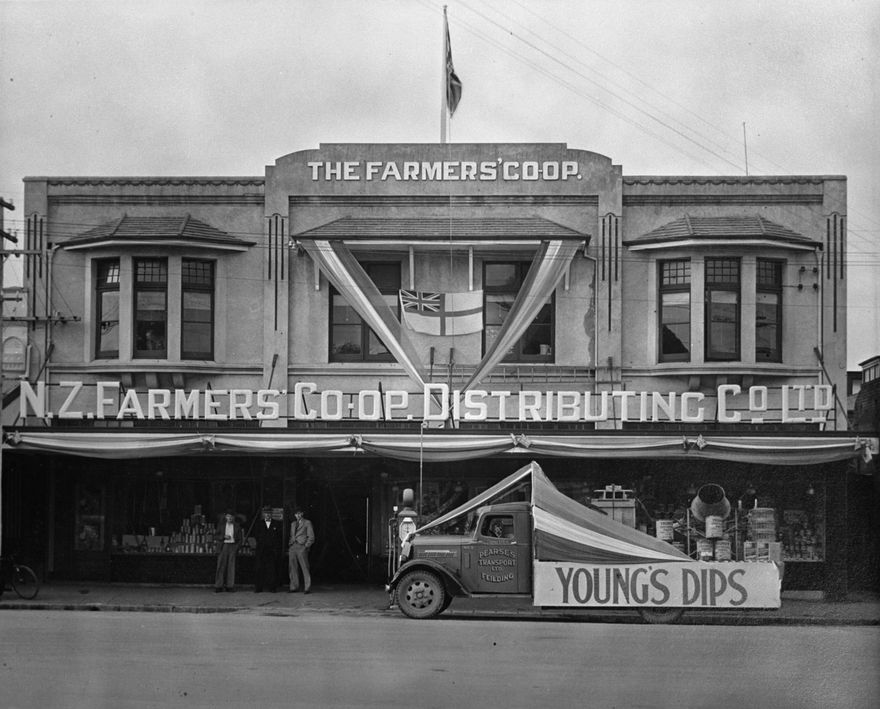 THE FARMERS' CO-OP.
N.Z. FARMERS' CO-OP. DISTRIBUTING CO. LTD
PEARSE'S
TRANSPORT
LTD.
FEILDING
YOUNG'S DIPS